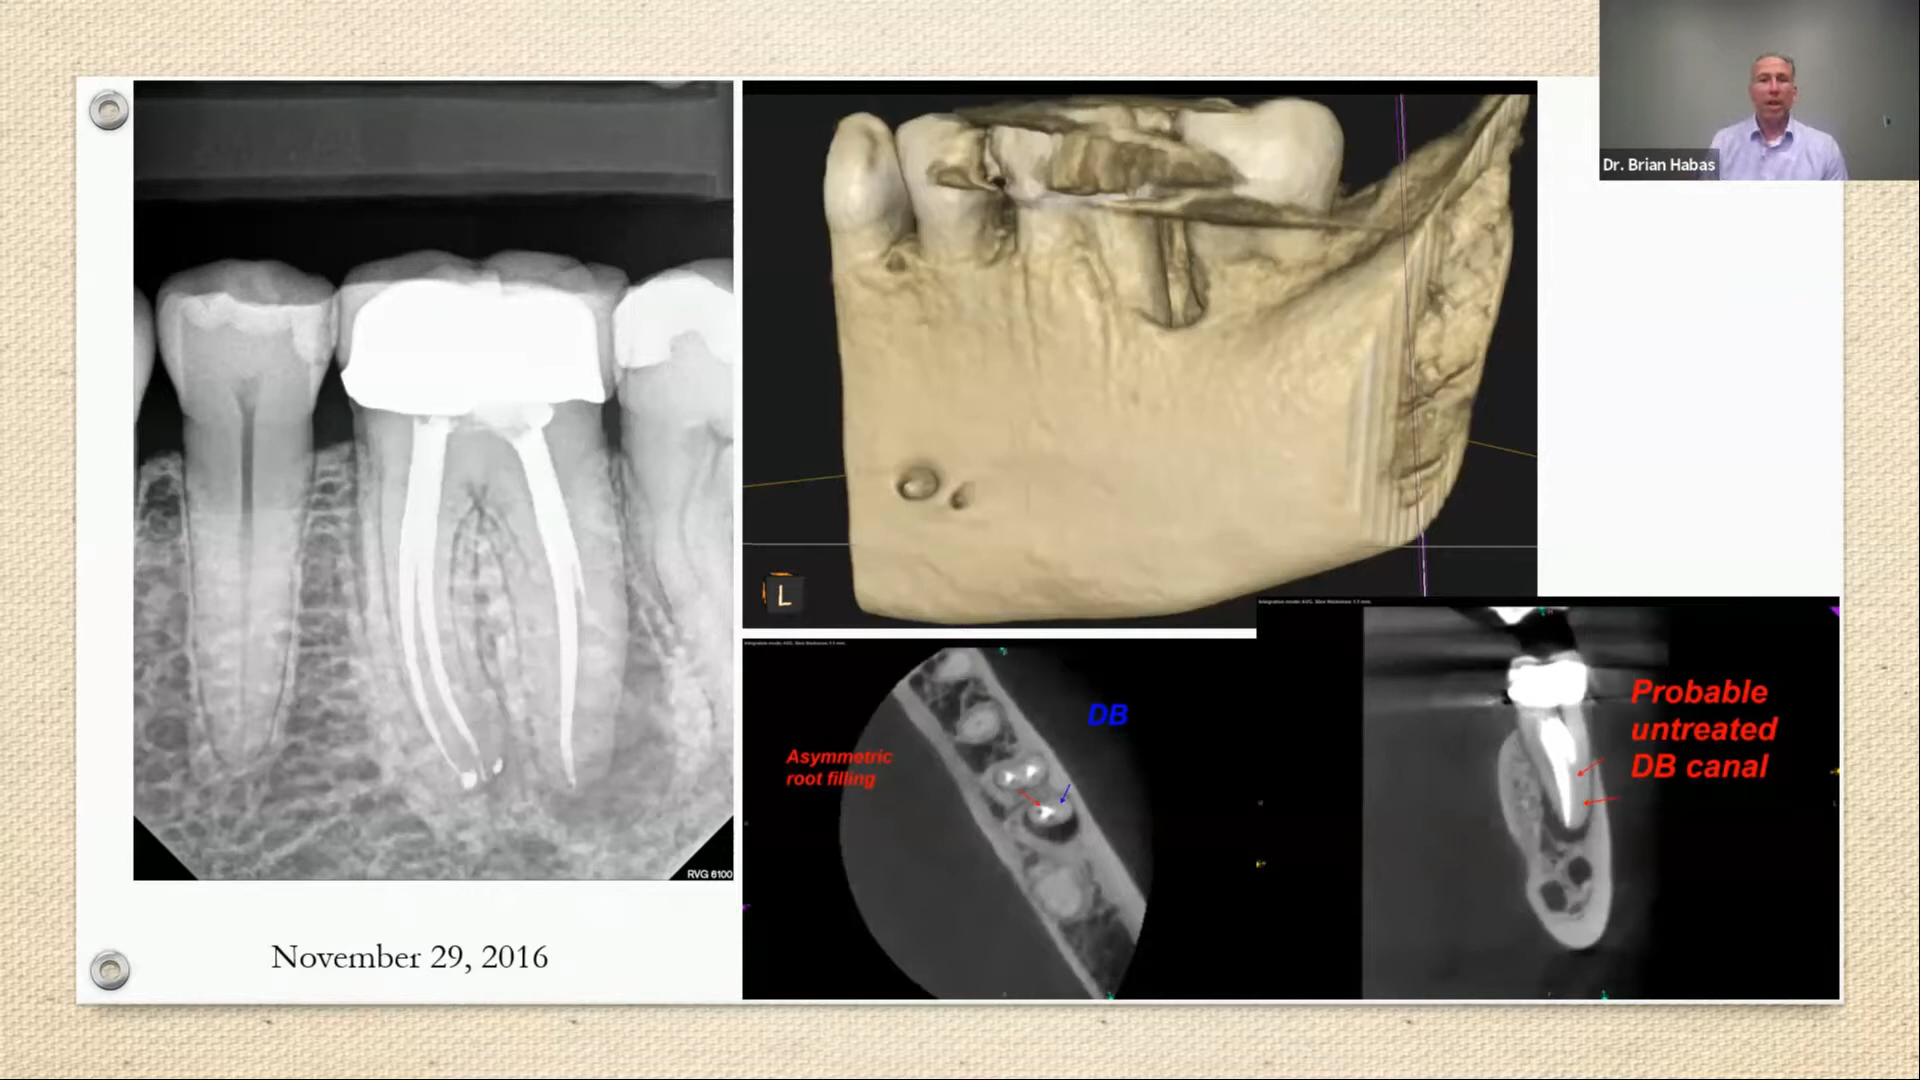 Dr. Brian Habas
RVG 6100
November 29, 2016
L
Asymmetric
root filling
DB
Probable
untreated
DB canal